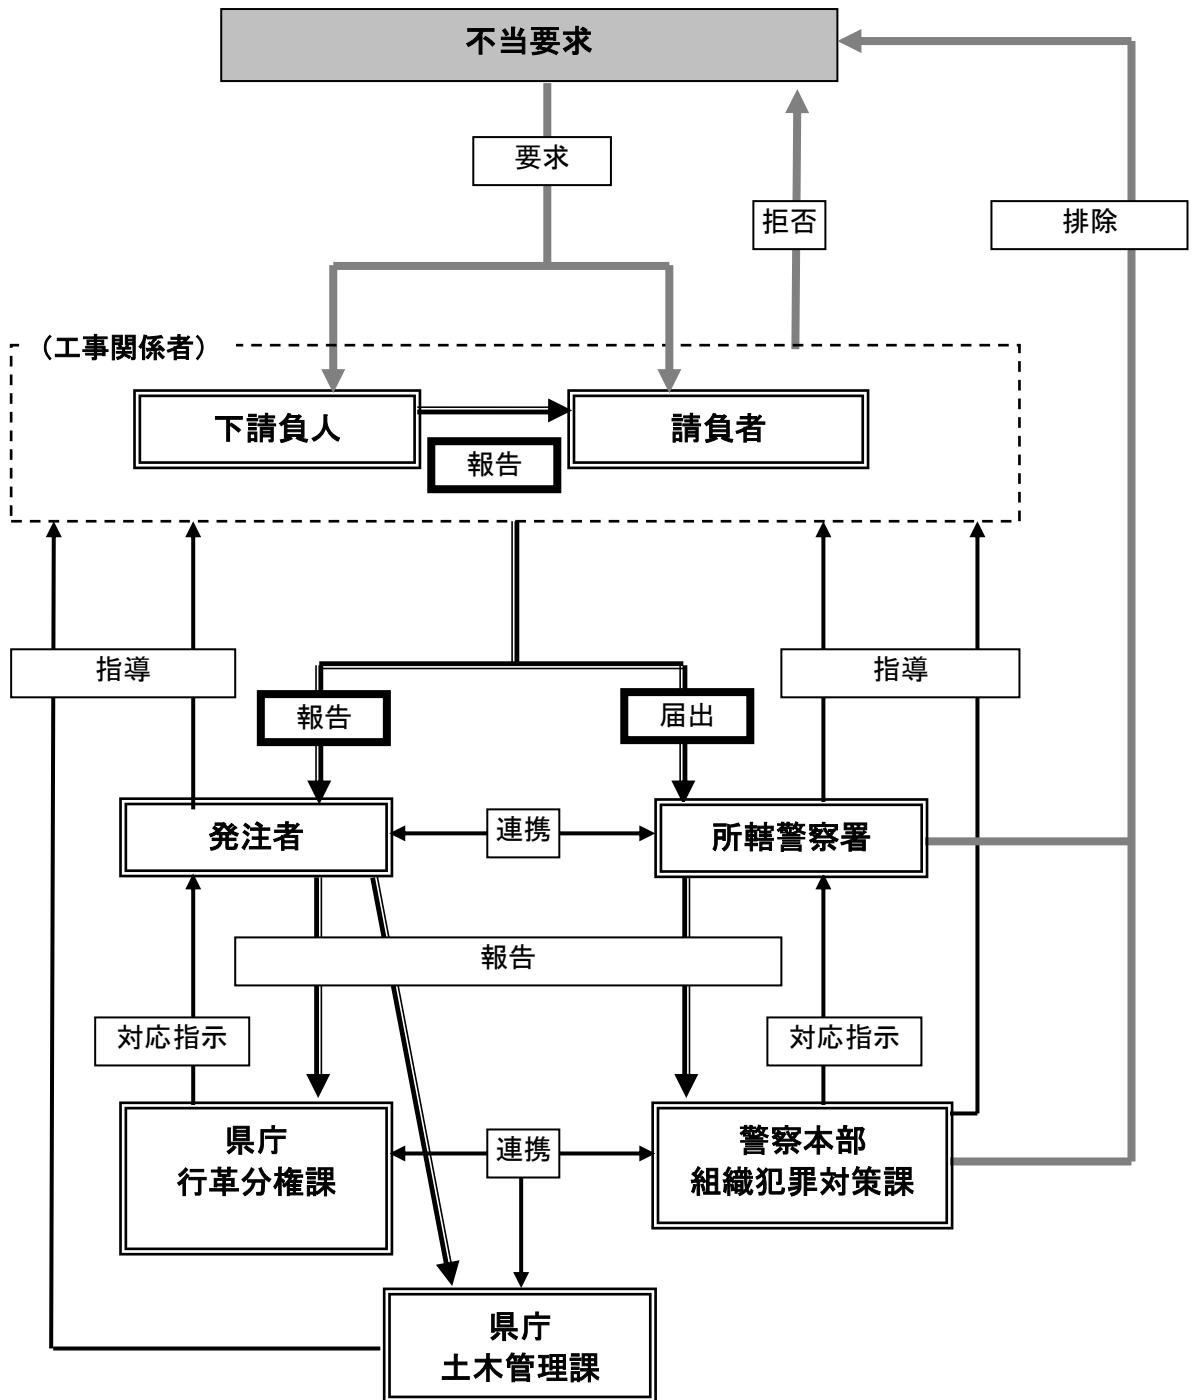 不当要求
要求
拒否
排除
（工事関係者）
下請負人
請負者
報告
指導
指導
報告
届出
発注者
連携
所轄警察署
報告
対応指示
対応指示
県庁
行革分権課
連携
警察本部
組織犯罪対策課
県庁
土木管理課